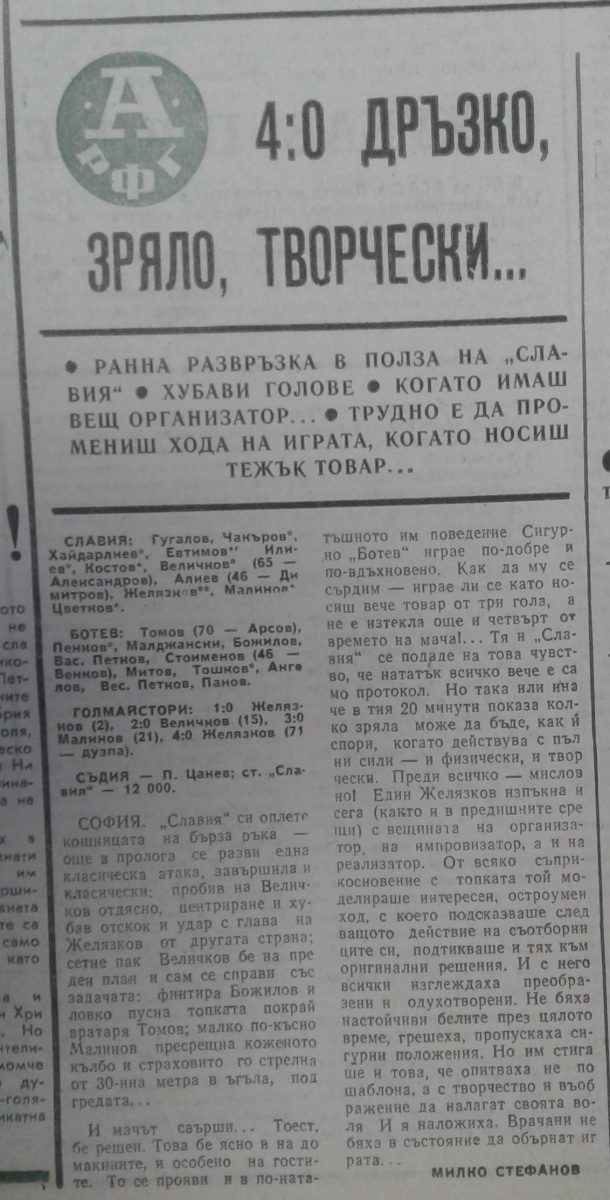 А
РФГ
4:0 ДРЪЗКО,
ЗРЯЛО, ТВОРЧЕСКИ...
● РАННА РАЗВРЪЗКА В ПОЛЗА НА „СЛА-
ВИЯ“ ● ХУБАВИ ГОЛОВЕ ● КОГАТО ИМАШ
ВЕЩ ОРГАНИЗАТОР... ● ТРУДНО Е ДА ПРО-
МЕНИШ ХОДА НА ИГРАТА, КОГАТО НОСИШ
ТЕЖЪК ТОВАР...
СЛАВИЯ: Гугалов, Чакъров*,
Хайдарлиев*, Евтимов** Или-
ев*, Костов*, Величков* (65 —
Александров), Алиев (46 — Ди
митров), Желязков**, Малинов*
Цветков*.
БОТЕВ: Томов (70 — Арсов),
Пенков*, Малджански, Божилов,
Вас. Петков, Стоименов (46 —
Венков), Митов, Тошков*, Анге
лов, Вес. Петков, Панов.
ГОЛМАЙСТОРИ: 1:0 Желяз-
ков (2), 2:0 Величков (15), 3:0
Малинов (21), 4:0 Желязков (71
— дузпа).
СЪДИЯ — П. Цанев; ст. „Сла-
вия“ — 12 000.
СОФИЯ. „Славия“ си оплете
кошницата на бърза ръка —
още в пролога се разви една
класическа атака, завършила и
класически: пробив на Велич-
ков отдясно, центриране и ху-
бав отскок и удар с глава на
Желязков от другата страна;
сетне пак Величков бе на пре
ден план и сам се справи със
задачата: финтира Божилов и
ловко пусна топката покрай
вратаря Томов; малко по-късно
Малинов пресрещна коженото
кълбо и страховито го стрелна
от 30-ина метра в ъгъла, под
гредата...
И мачът свърши... Тоест,
бе решен. Това бе ясно и на до
макините, и особено на гости-
те. То се прояви и в по-ната-
тъшното им поведение Сигур-
но „Ботев“ играе по-добре и
по-вдъхновено. Как да му се
сърдим — играе ли се като но-
сиш вече товар от три гола, а
не е изтекла още и четвърт от
времето на мача!... Тя и „Сла-
вия“ се подаде на това чувст-
во, че нататък всичко вече е са
мо протокол. Но така или ина
че в тия 20 минути показа кол-
ко зряла може да бъде, как й
спори, когато действува с пъл
ни сили — и физически, и твор
чески. Преди всичко — мислов
но! Един Желязков изпъкна и
сега (както и в предишните сре
щи) с вещината на организа-
тор, на импровизатор, а и на
реализатор. От всяко съпри-
косновение с топката той мо-
делираше интересен, остроумен
ход, с което подсказваше след
ващото действие на съотборни
ците си, подтикваше и тях към
оригинални решения. И с него
всички изглеждаха преобра-
зени и одухотворени. Не бяха
настойчиви белите през цялото
време, грешеха, пропускаха си-
гурни положения. Но им стига
ше и това, че опитваха не по
шаблона, а с творчество и въоб
ражение да налагат своята во-
ля И я наложиха. Врачани не
бяха в състояние да обърнат иг
рата...
МИЛКО СТЕФАНОВ